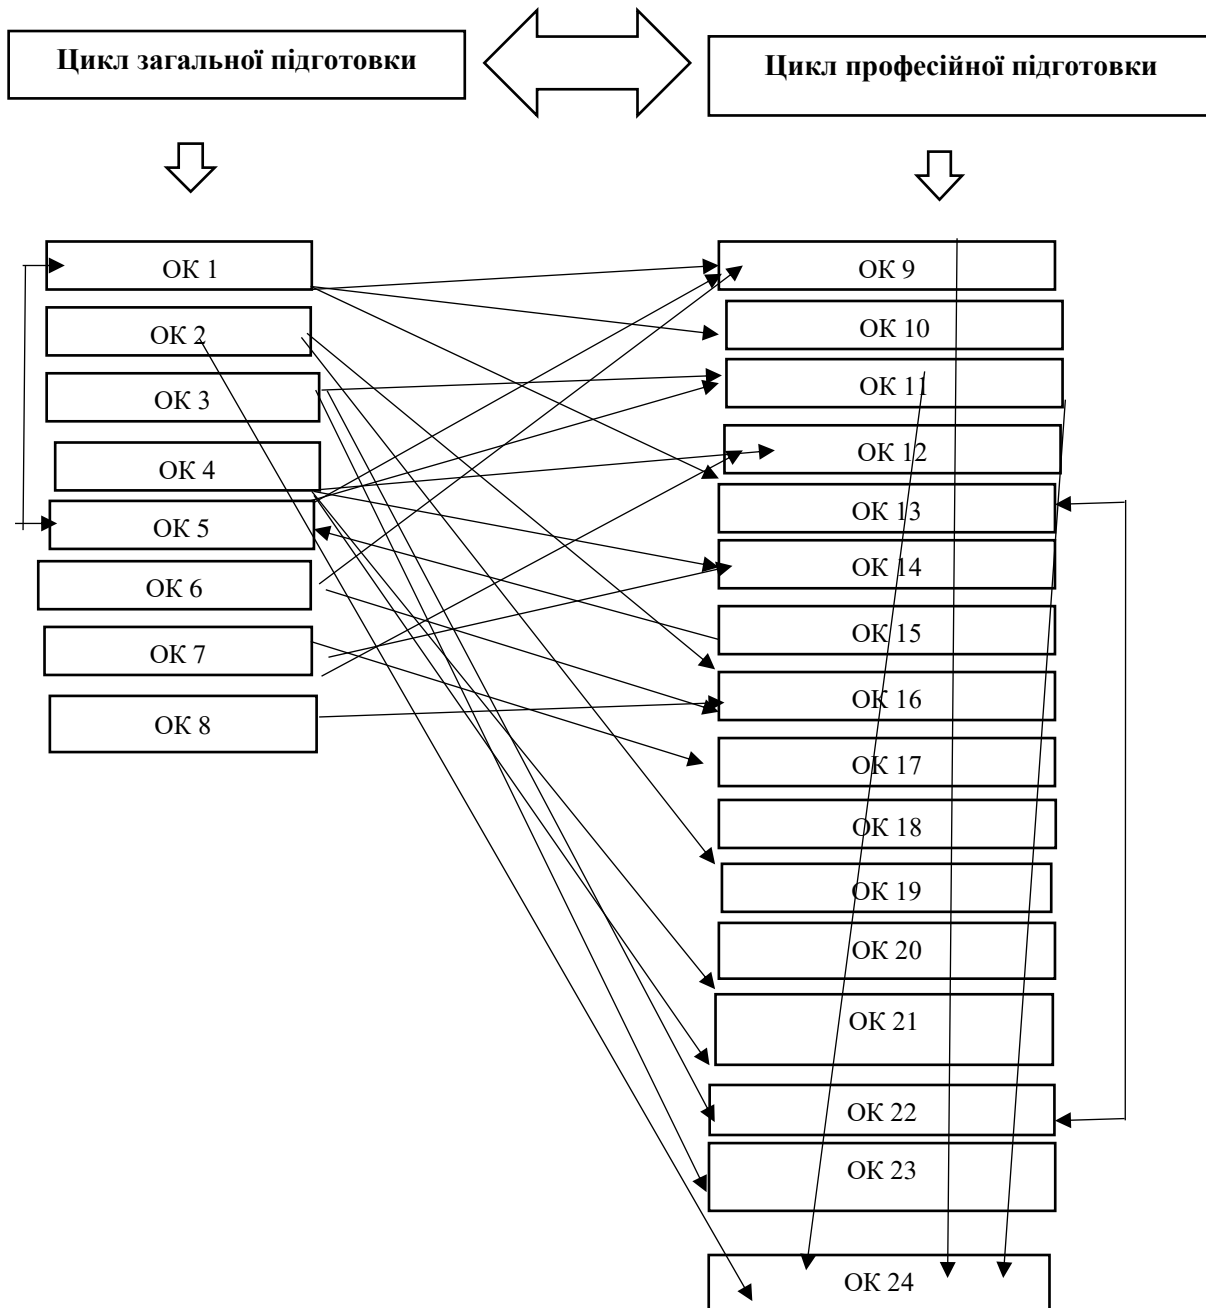 Цикл загальної підготовки
Цикл професійної підготовки
ОК 1
ОК 2
ОК 3
ОК 4
ОК 5
ОК 6
ОК 7
ОК 8
ОК 9
ОК 10
ОК 11
ОК 12
ОК 13
ОК 14
ОК 15
ОК 16
ОК 17
ОК 18
ОК 19
ОК 20
ОК 21
ОК 22
ОК 23
ОК 24